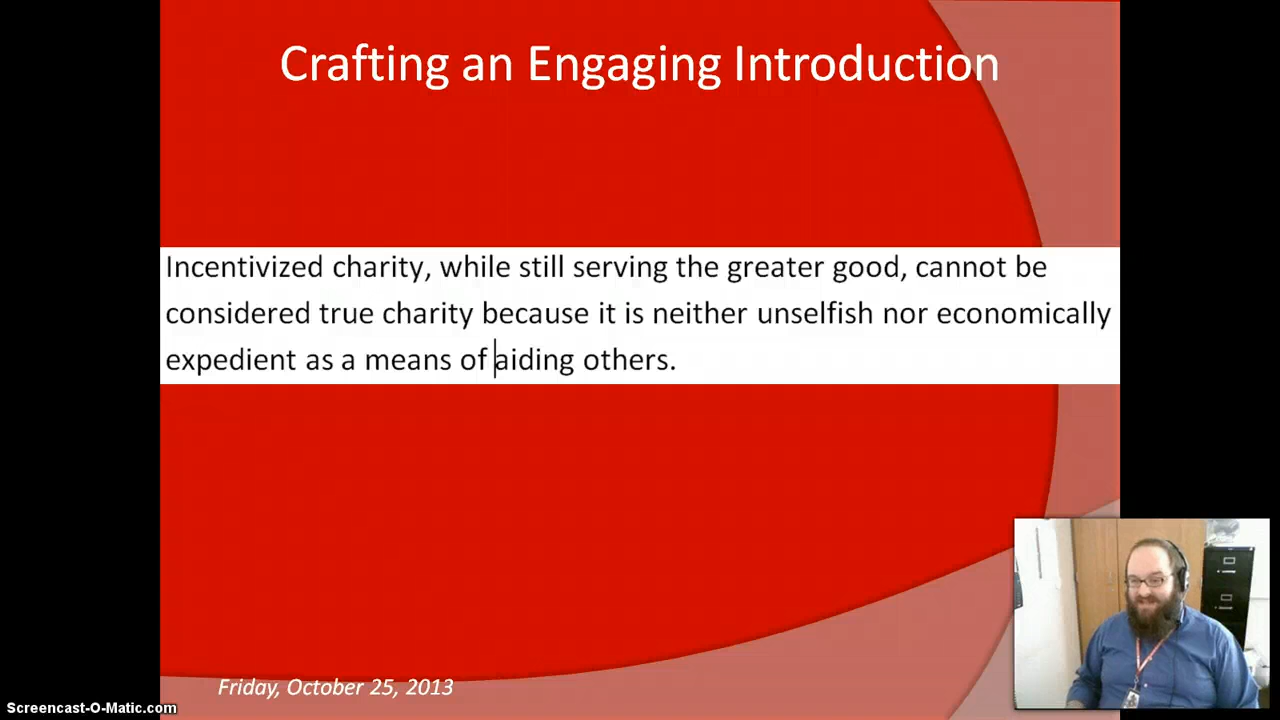 Crafting an Engaging Introduction
Incentivized charity, while still serving the greater good, cannot be
considered true charity because it is neither unselfish nor economically
expedient as a means of aiding others.
Friday, October 25, 2013
Screencast-O-Matic.com